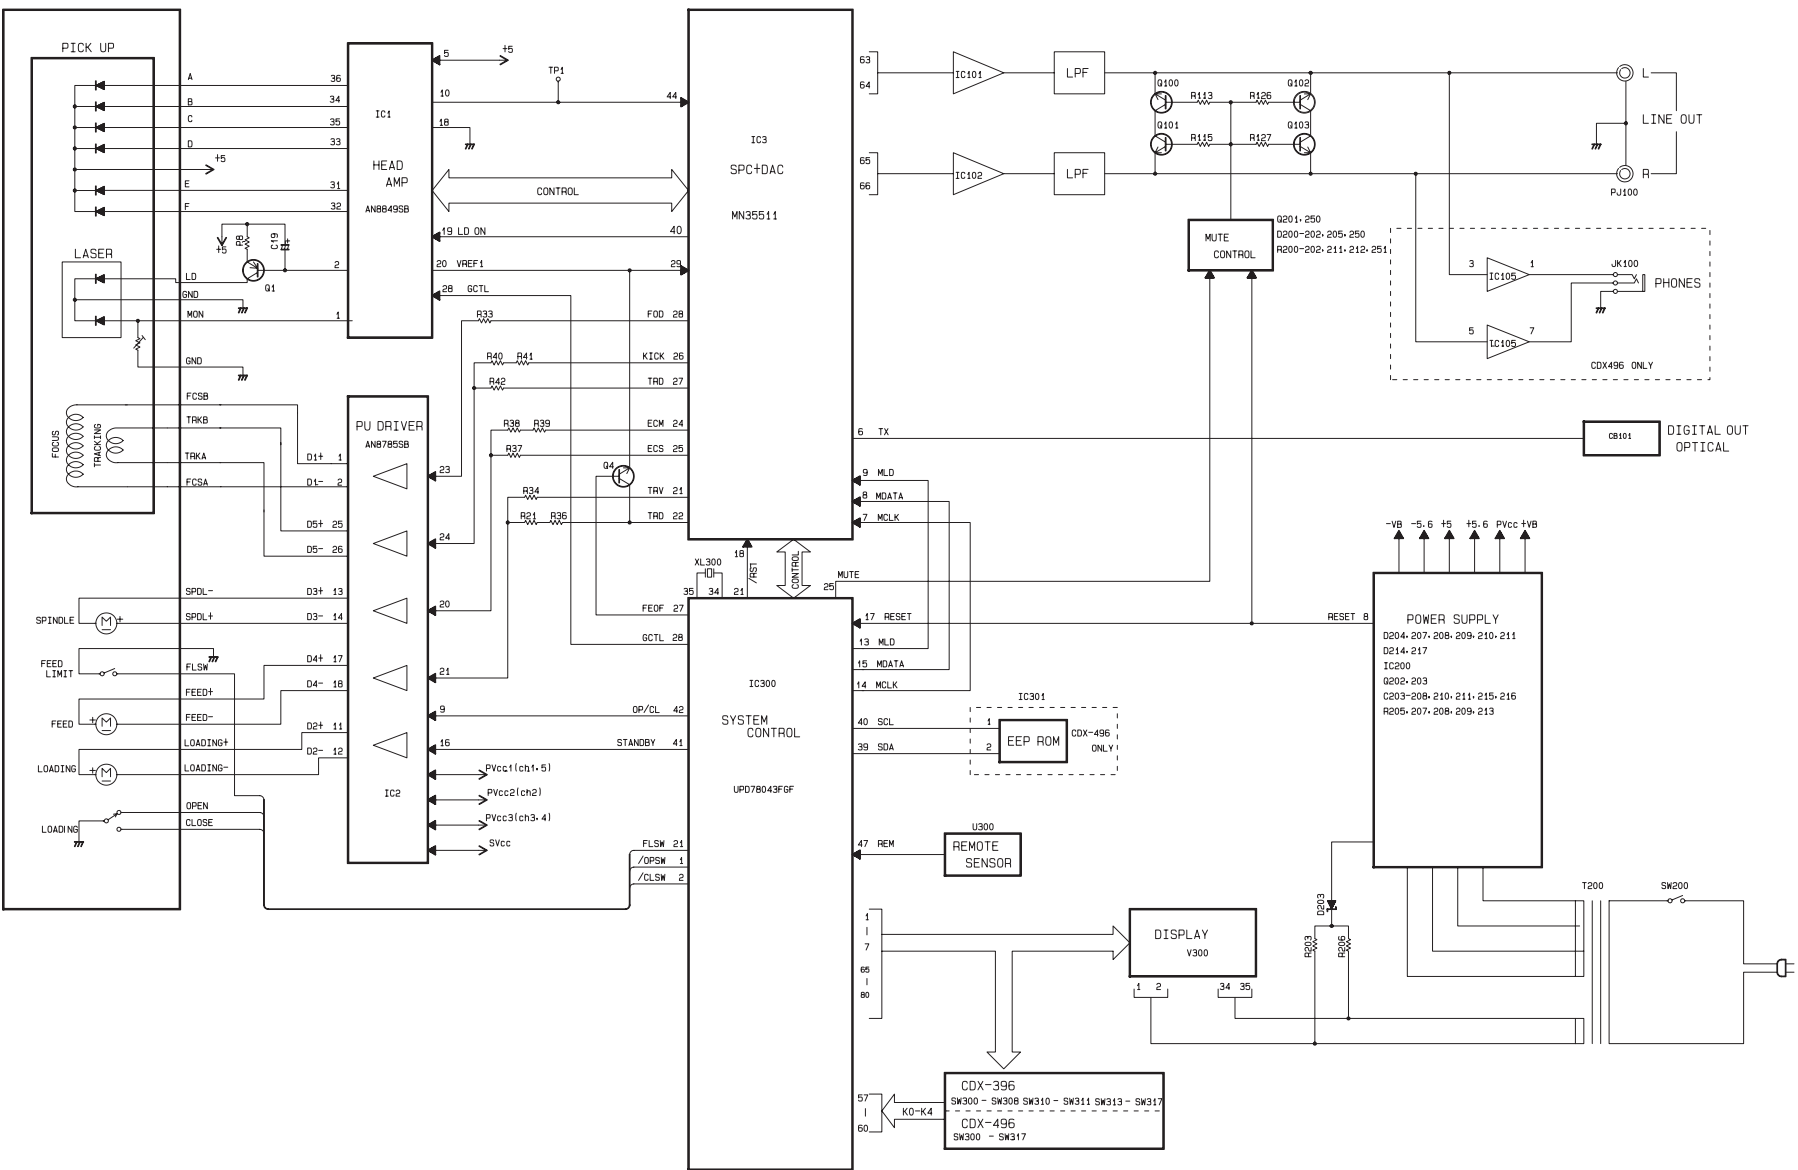 PICK UP
A
B
C
D
+5
E
F
36
34
35
33
31
32
IC1
HEAD
AMP
AN8849SB
5
+5
10
TP1
44
18
CONTROL
19 LD ON
40
20 VREF1
29
28 GCTL
2
1
+5
R8
C19
+
Q1
LASER
LD
GND
MON
GND
FCSB
TRKB
TRKA
FCSA
FOCUS
TRACKING
PU DRIVER
AN8785SB
D1+ 1
D1- 2
D5+ 25
D5- 26
D3+ 13
D3- 14
D4+ 17
D4- 18
D2+ 11
D2- 12
IC2
SPDL-
SPDL+
SPINDLE
M
+
FEED
LIMIT
FLSW
FEED+
FEED-
FEED
+
M
LOADING+
LOADING-
LOADING
+
M
OPEN
CLOSE
LOADING
23
24
20
21
9
16
PVcc1(ch1.5)
PVcc2(ch2)
PVcc3(ch3.4)
SVcc
R33
FOD 28
R40
R41
KICK 26
R42
TRD 27
R38
R39
ECM 24
R37
ECS 25
Q4
R34
TRV 21
R21
R36
TRD 22
IC3
SPC+DAC
MN35511
63
64
65
66
IC101
IC102
LPF
LPF
Q100
Q101
Q102
Q103
R113
R126
R115
R127
L
LINE OUT
R
PJ100
MUTE
CONTROL
Q201.250
D200-202.205.250
R200-202.211.212.251
3
IC105
1
5
IC105
7
JK100
PHONES
CDX496 ONLY
6 TX
CB101
DIGITAL OUT
OPTICAL
9 MLD
8 MDATA
7 MCLK
18
/RST
CONTROL
XL300
35
34
21
25
MUTE
FEOF 27
GCTL 28
OP/CL 42
STANDBY 41
FLSW 21
/OPSW 1
/CLSW 2
IC300
SYSTEM
CONTROL
UPD78043FGF
17 RESET
13 MLD
15 MDATA
14 MCLK
40 SCL
39 SDA
IC301
1
2
EEP ROM
CDX-496
ONLY
47 REM
U300
REMOTE
SENSOR
1
7
65
80
DISPLAY
V300
1 2
34 35
57
60
K0-K4
CDX-396
SW300 - SW308 SW310 - SW311 SW313 - SW317
CDX-496
SW300 - SW317
-VB -5.6 +5 +5.6 PVcc +VB
RESET 8
POWER SUPPLY
D204.207.208.209.210.211
D214.217
IC200
Q202.203
C203-208.210.211.215.216
R205.207.208.209.213
D203
R203
R206
T200
SW200